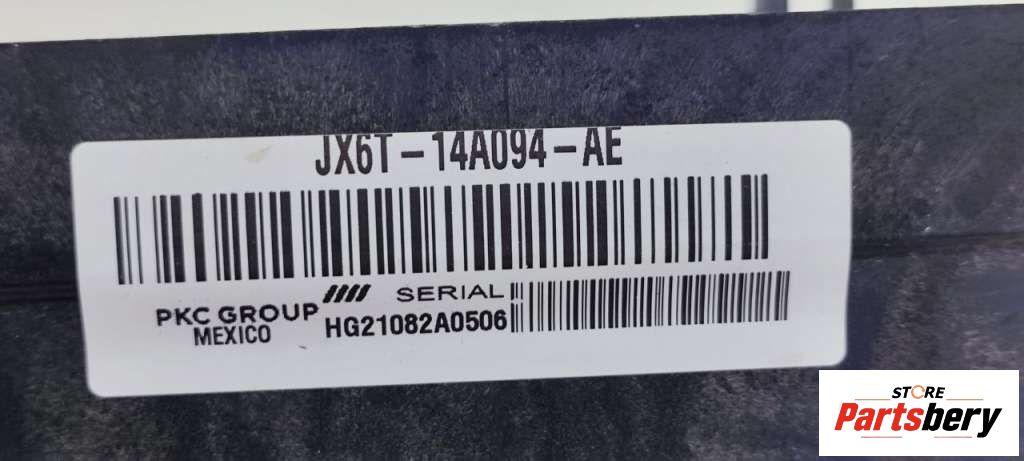 JX6T-14A094-AE
PKC GROUP
MEXICO
SERIAL
HG21082A0506
STORE
Partsbery